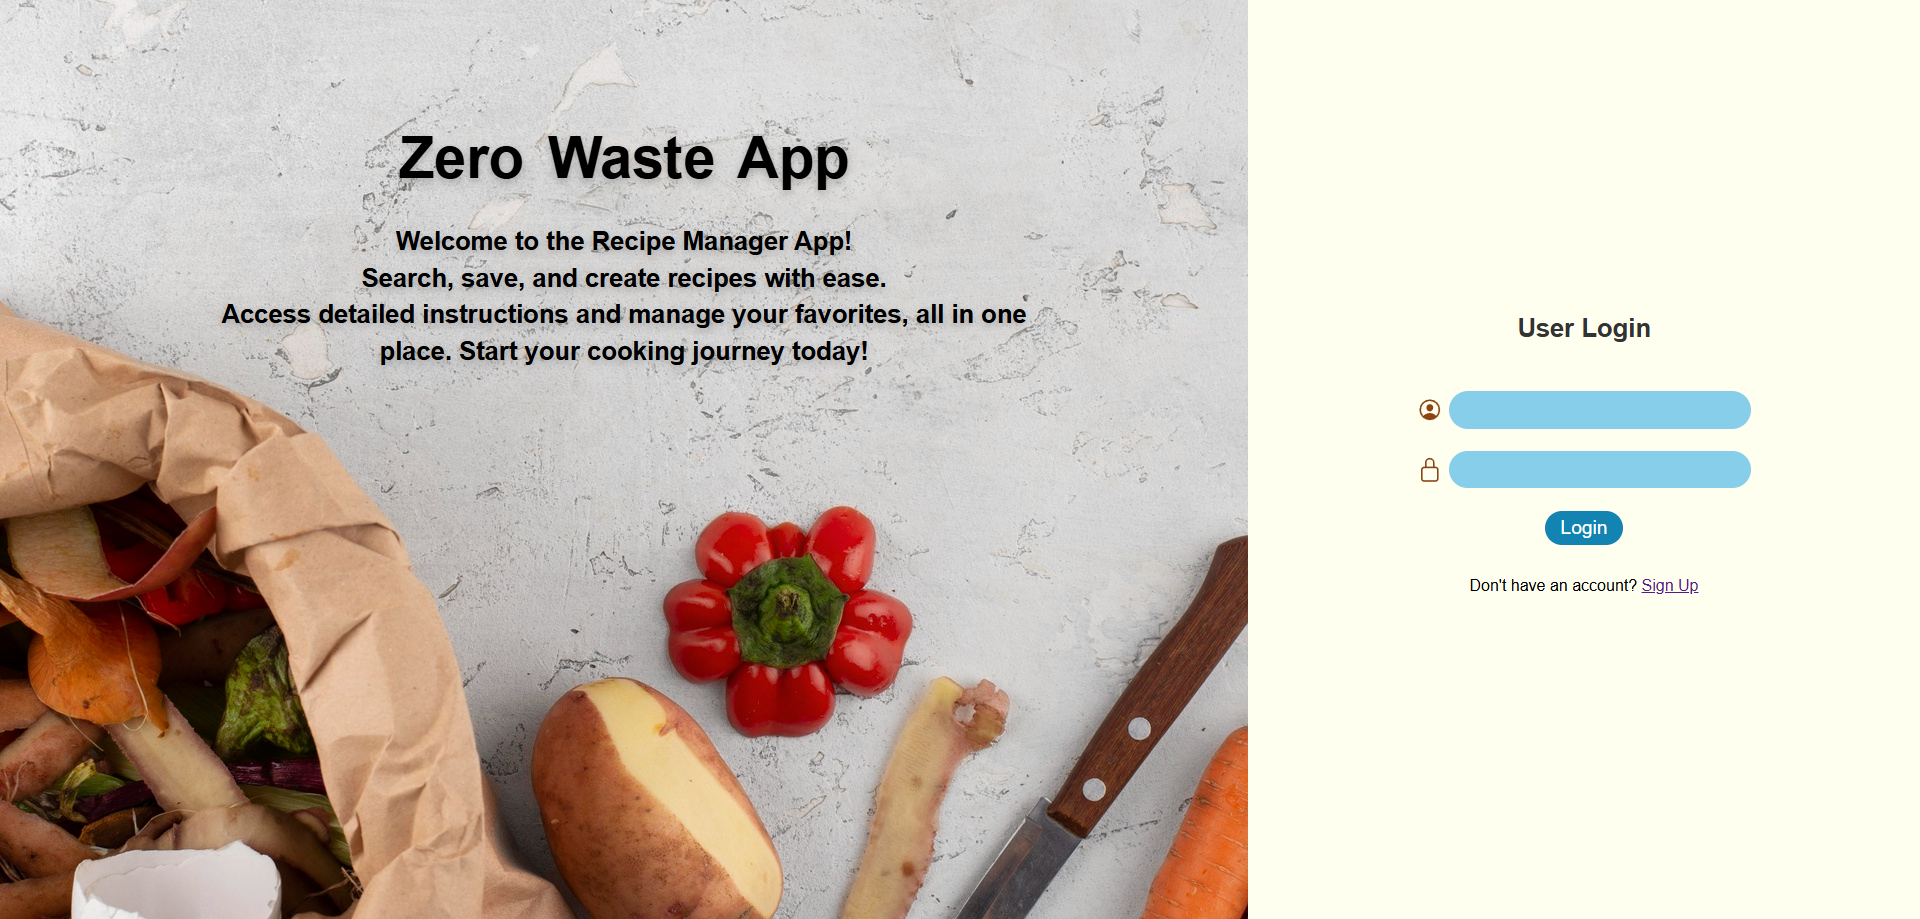 Zero Waste App
Welcome to the Recipe Manager App!
Search, save, and create recipes with ease.
Access detailed instructions and manage your favorites, all in one
place. Start your cooking journey today!
User Login
Login
Don't have an account? Sign Up